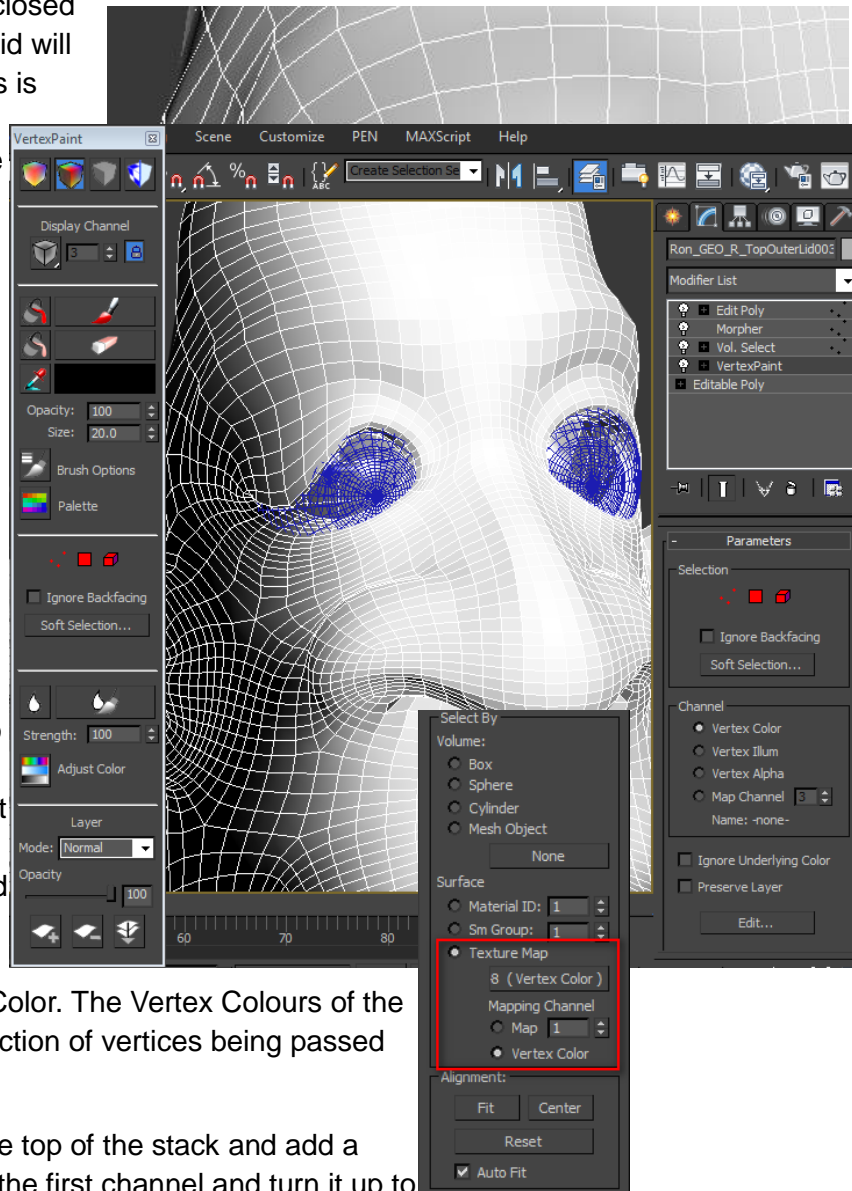 closed
id will
s is
e
VertexPaint
Scene Customize PEN MAXScript Help
ABC
Create Selection Se
Display Channel
3
Opacity: 100
Size: 20.0
Brush Options
Palette
Ignore Backfacing
Soft Selection...
Strength: 100
Adjust Color
Layer
Mode: Normal
Opacity
100
t
d
60 70 80
Ron_GEO_R_TopOuterLid003
Modifier List
Edit Poly
Morpher
Vol. Select
VertexPaint
Editable Poly
Parameters
Selection
Ignore Backfacing
Soft Selection...
Channel
Vertex Color
Vertex Illum
Vertex Alpha
Map Channel 3
Name: -none-
Ignore Underlying Color
Preserve Layer
Edit...
Select By
Volume:
Box
Sphere
Cylinder
Mesh Object
None
Surface
Material ID: 1
Sm Group: 1
Texture Map
8 ( Vertex Color )
Mapping Channel
Map 1
Vertex Color
Alignment:
Fit Center
Reset
Auto Fit
Color. The Vertex Colours of the
ction of vertices being passed
e top of the stack and add a
the first channel and turn it up to